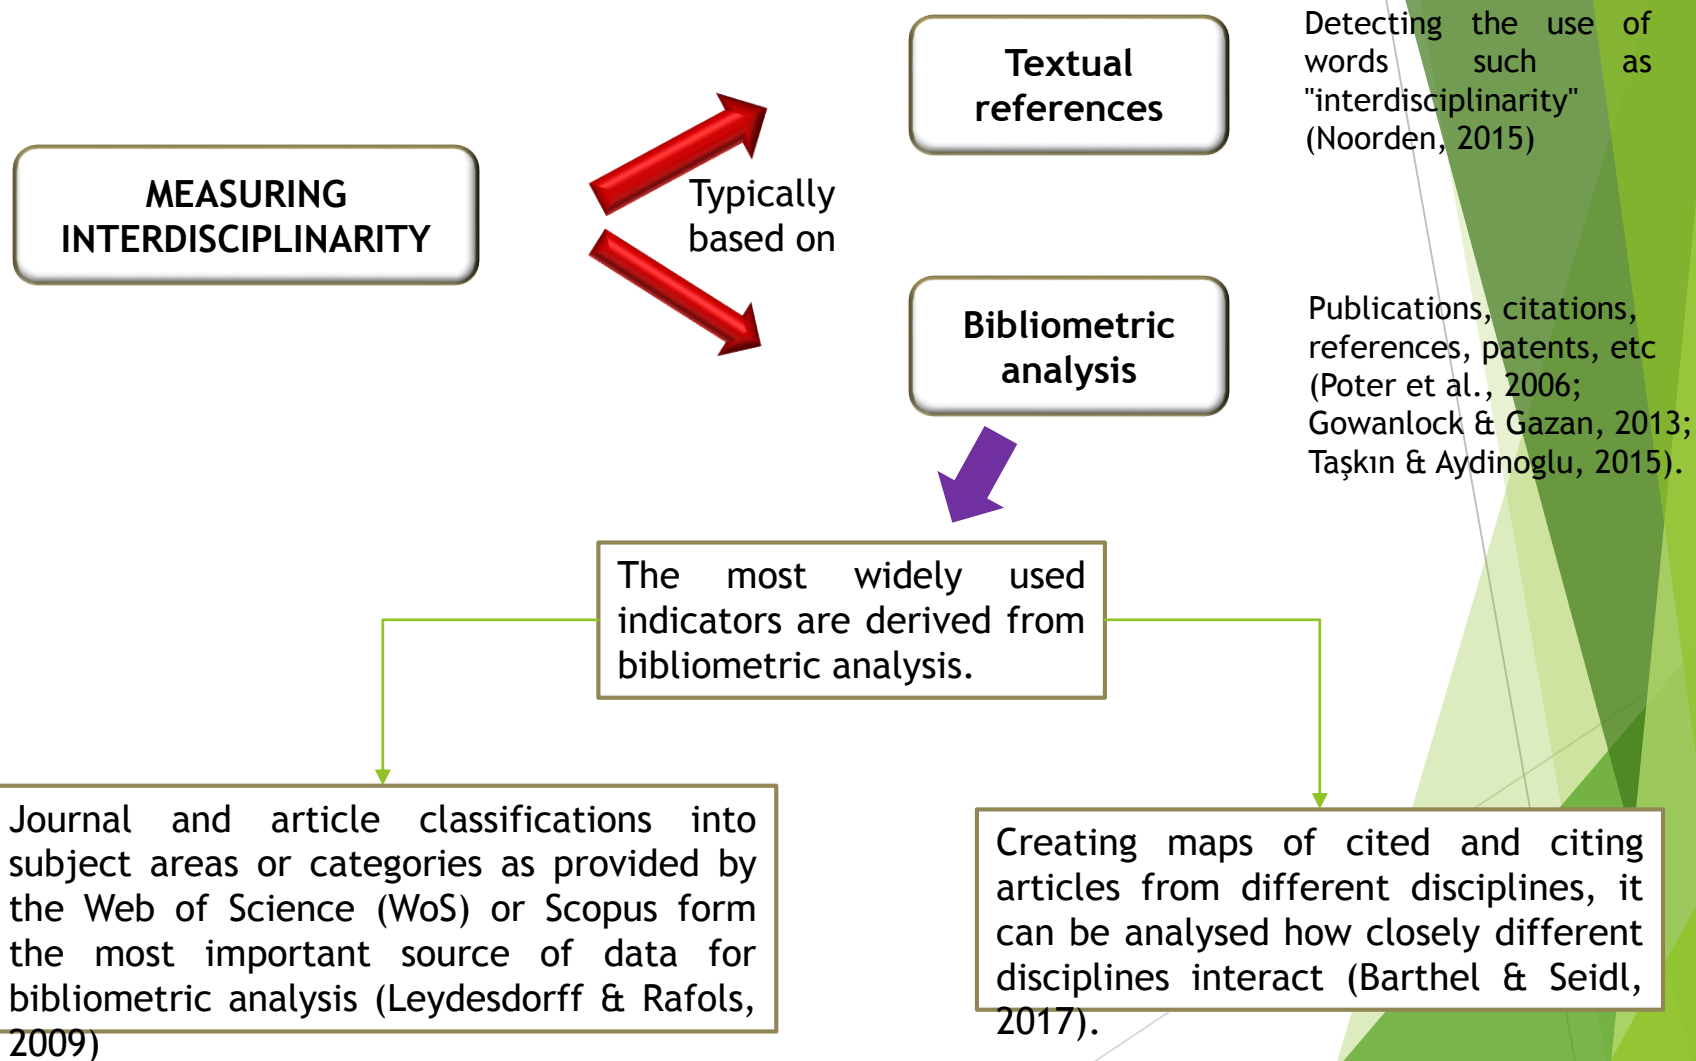 MEASURING
INTERDISCIPLINARITY
Typically
based on
Textual
references
Detecting the use of
words such as
"interdisciplinarity"
(Noorden, 2015)
Bibliometric
analysis
Publications, citations,
references, patents, etc
(Poter et al., 2006;
Gowanlock & Gazan, 2013;
Taşkın & Aydinoglu, 2015).
The most widely used
indicators are derived from
bibliometric analysis.
Journal and article classifications into
subject areas or categories as provided by
the Web of Science (WoS) or Scopus form
the most important source of data for
bibliometric analysis (Leydesdorff & Rafols,
2009)
Creating maps of cited and citing
articles from different disciplines, it
can be analysed how closely different
disciplines interact (Barthel & Seidl,
2017).